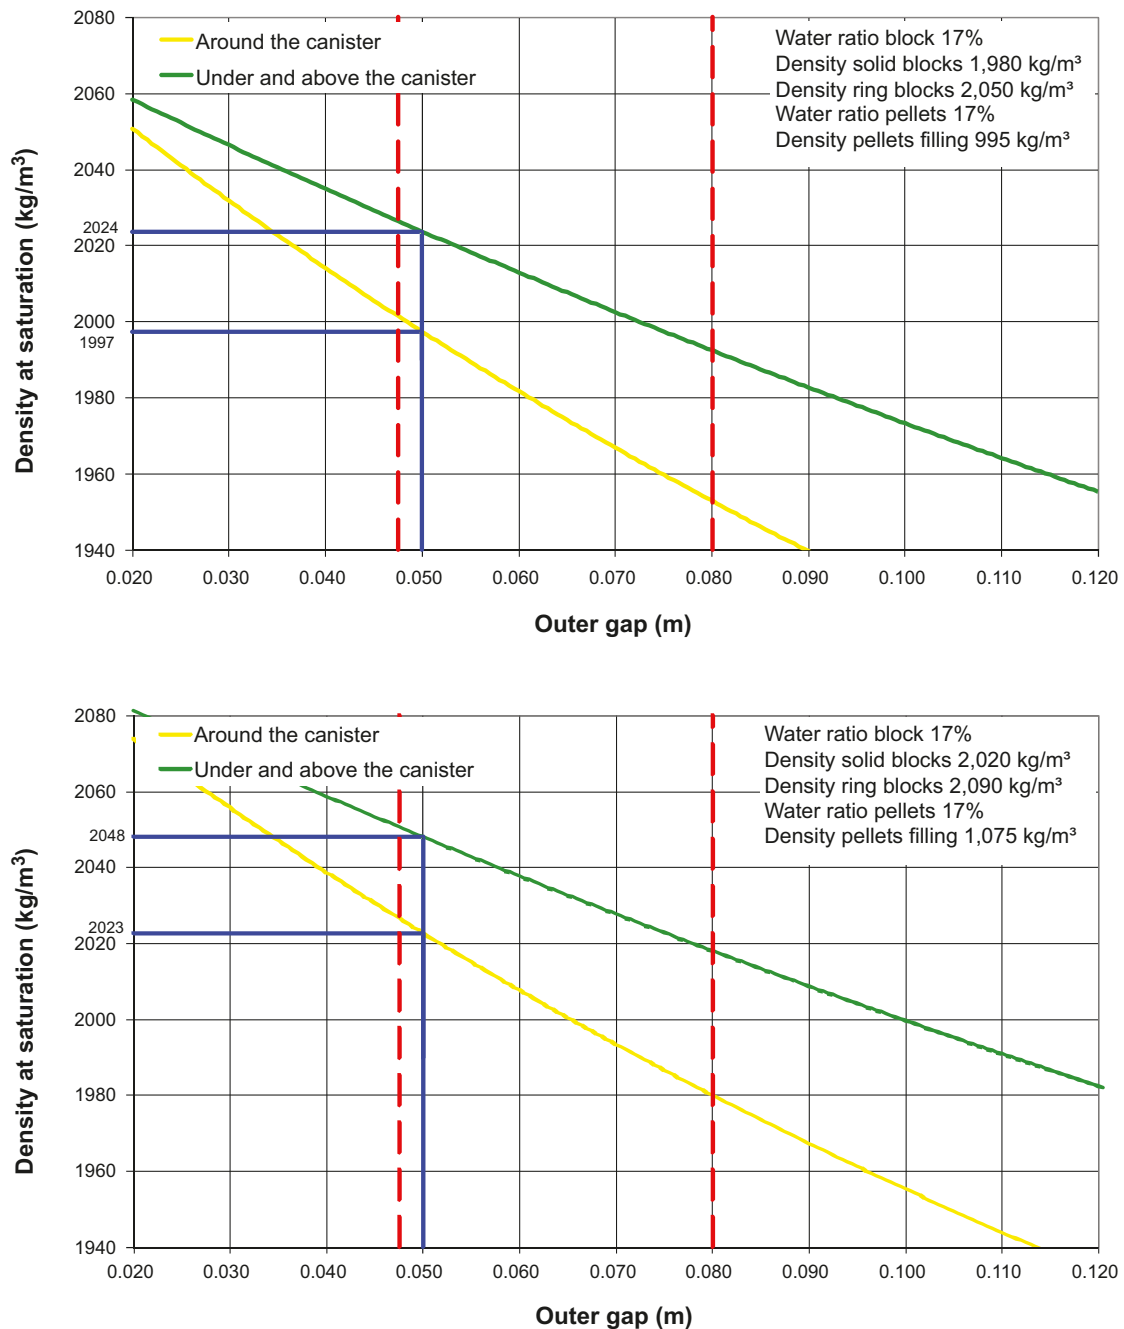 2080
Around the canister
Under and above the canister
Water ratio block 17%
Density solid blocks 1,980 kg/m³
Density ring blocks 2,050 kg/m³
Water ratio pellets 17%
Density pellets filling 995 kg/m³
2060
2040
2024
2020
2000
1997
1980
1960
1940
Density at saturation (kg/m³)
0.020 0.030 0.040 0.050 0.060 0.070 0.080 0.090 0.100 0.110 0.120
Outer gap (m)
2080
Around the canister
Under and above the canister
Water ratio block 17%
Density solid blocks 2,020 kg/m³
Density ring blocks 2,090 kg/m³
Water ratio pellets 17%
Density pellets filling 1,075 kg/m³
2060
2048
2040
2023
2020
2000
1980
1960
1940
Density at saturation (kg/m³)
0.020 0.030 0.040 0.050 0.060 0.070 0.080 0.090 0.100 0.110 0.120
Outer gap (m)